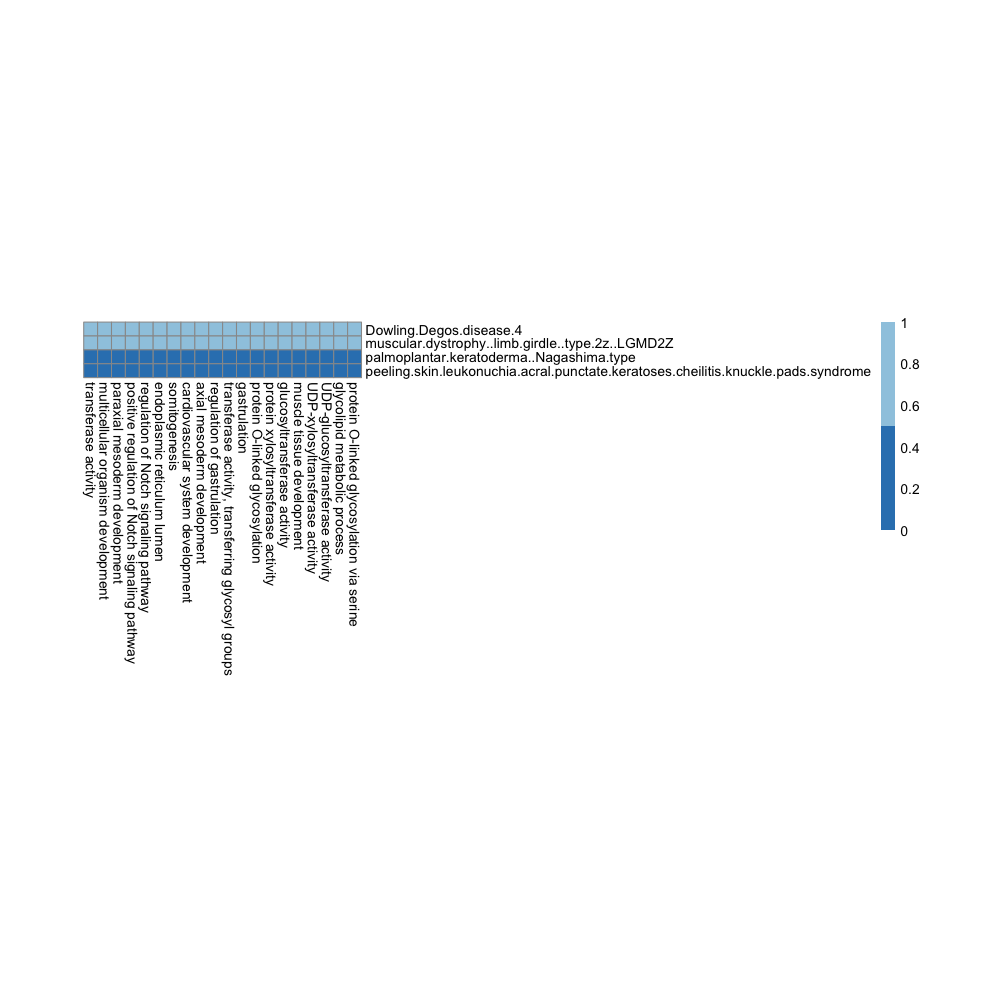 Dowling.Degos.disease.4
muscular.dystrophy..limb.girdle..type.2z..LGMD2Z
palmoplantar.keratoderma..Nagashima.type
peeling.skin.leukonuchia.acral.punctate.keratoses.cheilitis.knuckle.pads.syndrome
1
0.8
0.6
0.4
0.2
0
transferase activity
multicellular organism development
paraxial mesoderm development
positive regulation of Notch signaling pathway
regulation of Notch signaling pathway
endoplasmic reticulum lumen
somitogenesis
cardiovascular system development
axial mesoderm development
regulation of gastrulation
transferase activity, transferring glycosyl groups
gastrulation
protein O-linked glycosylation
protein xylosyltransferase activity
glucosyltransferase activity
muscle tissue development
UDP-xylosyltransferase activity
UDP-glucosyltransferase activity
glycolipid metabolic process
protein O-linked glycosylation via serine